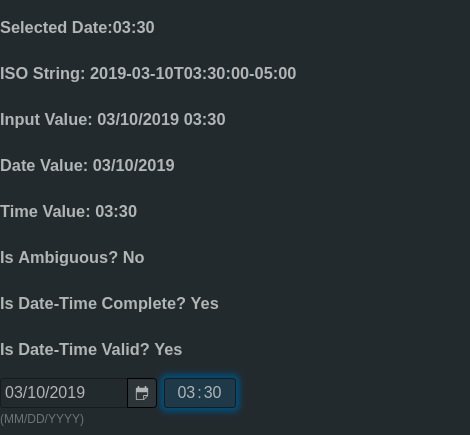 Selected Date:03:30
ISO String: 2019-03-10T03:30:00-05:00
Input Value: 03/10/2019 03:30
Date Value: 03/10/2019
Time Value: 03:30
Is Ambiguous? No
Is Date-Time Complete? Yes
Is Date-Time Valid? Yes
03/10/2019 03:30
(MM/DD/YYYY)